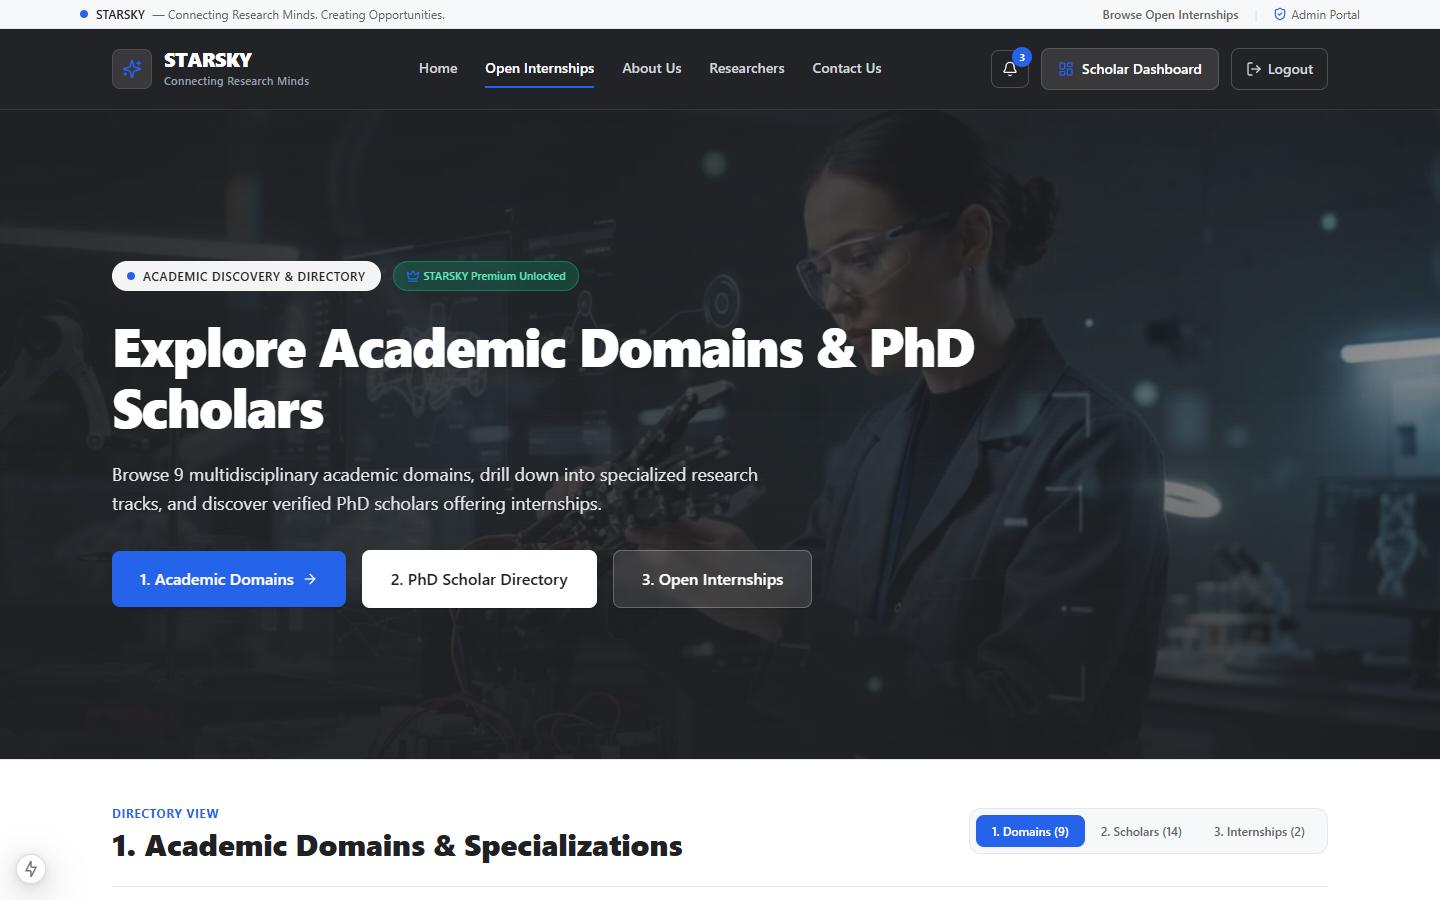 STARSKY — Connecting Research Minds. Creating Opportunities.
Browse Open Internships
Admin Portal
STARSKY
Connecting Research Minds
Home
Open Internships
About Us
Researchers
Contact Us
3
Scholar Dashboard
Logout
ACADEMIC DISCOVERY & DIRECTORY
STARSKY Premium Unlocked
Explore Academic Domains & PhD
Scholars
Browse 9 multidisciplinary academic domains, drill down into specialized research
tracks, and discover verified PhD scholars offering internships.
1. Academic Domains
2. PhD Scholar Directory
3. Open Internships
DIRECTORY VIEW
1. Academic Domains & Specializations
1. Domains (9)
2. Scholars (14)
3. Internships (2)